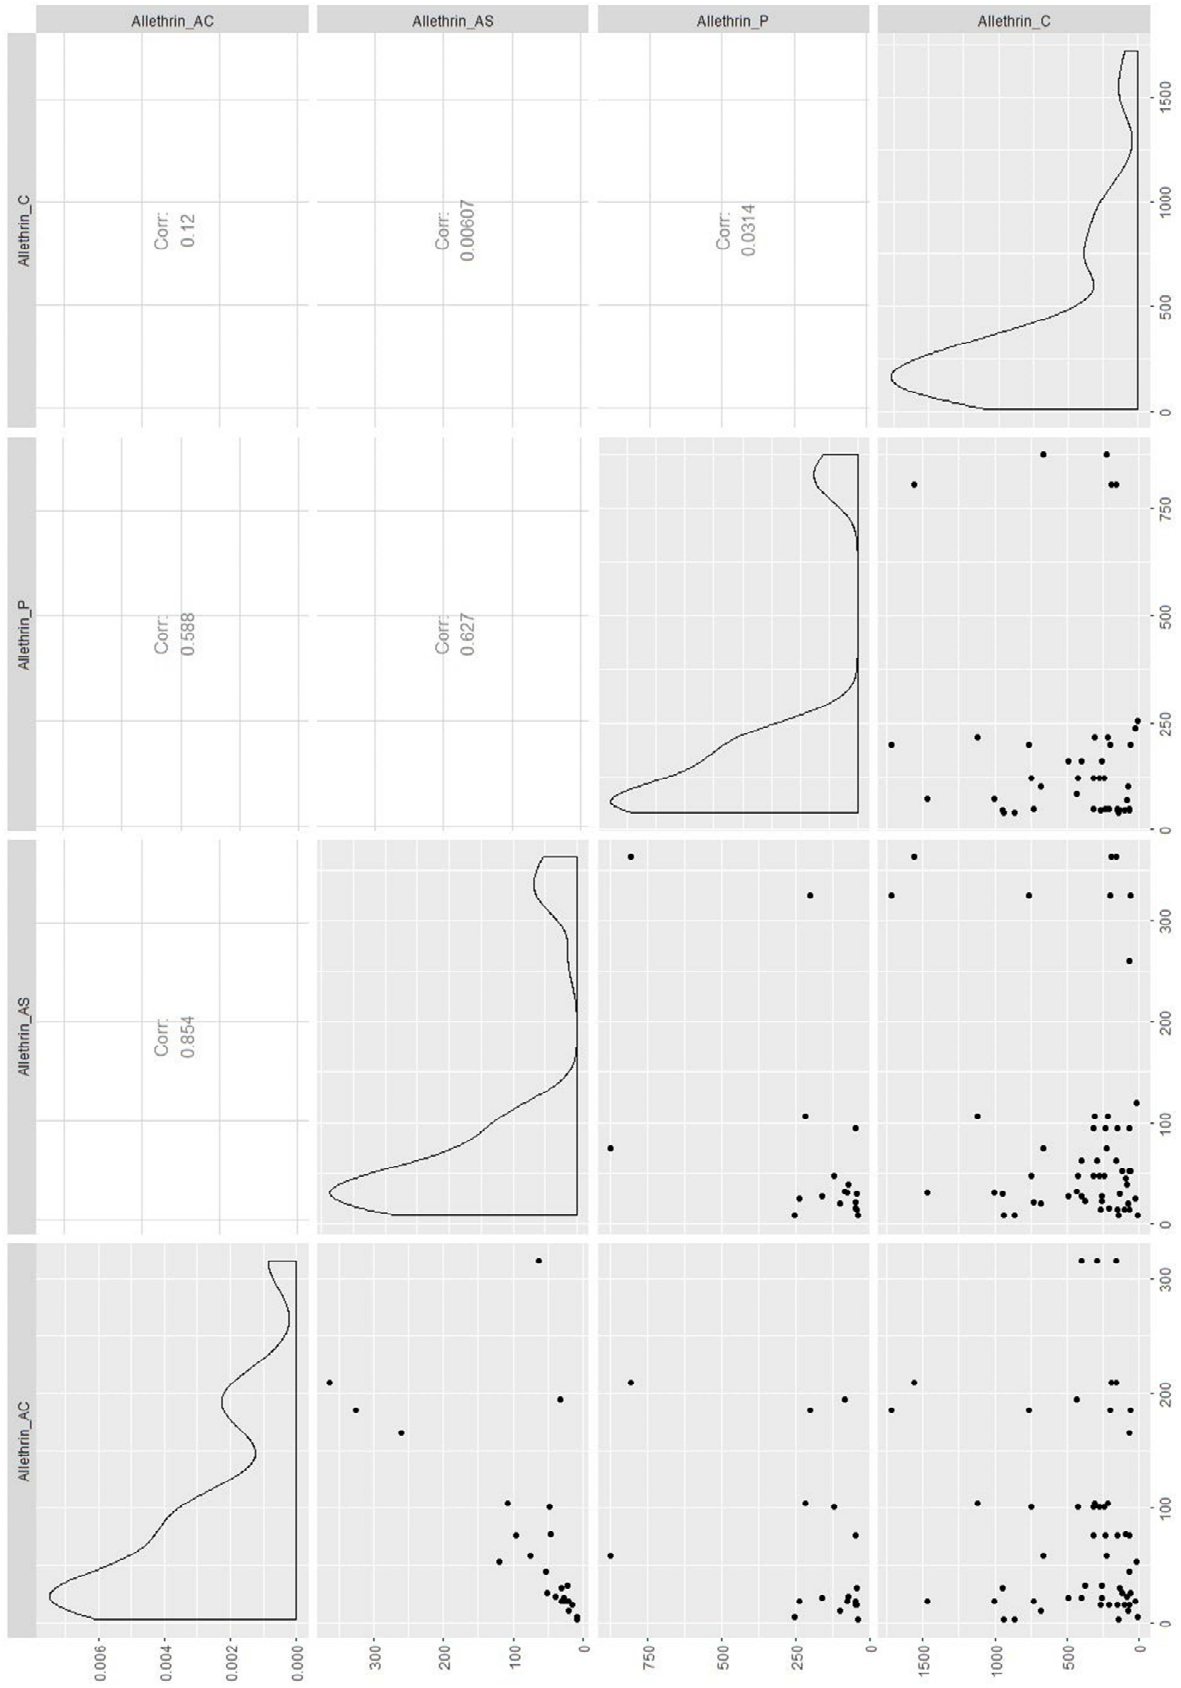 Allethrin_AC
Allethrin_AS
Allethrin_P
Allethrin_C
Allethrin_C
Corr:
0.12
Corr:
0.00607
Corr:
0.0314
1500
1000
500
0
Allethrin_P
Corr:
0.588
Corr:
0.627
750
500
250
0
Allethrin_AS
Corr:
0.854
300
200
100
0
Allethrin_AC
300
200
100
0
0.006
0.004
0.002
0.000
300
200
100
0
750
500
250
0
1500
1000
500
0